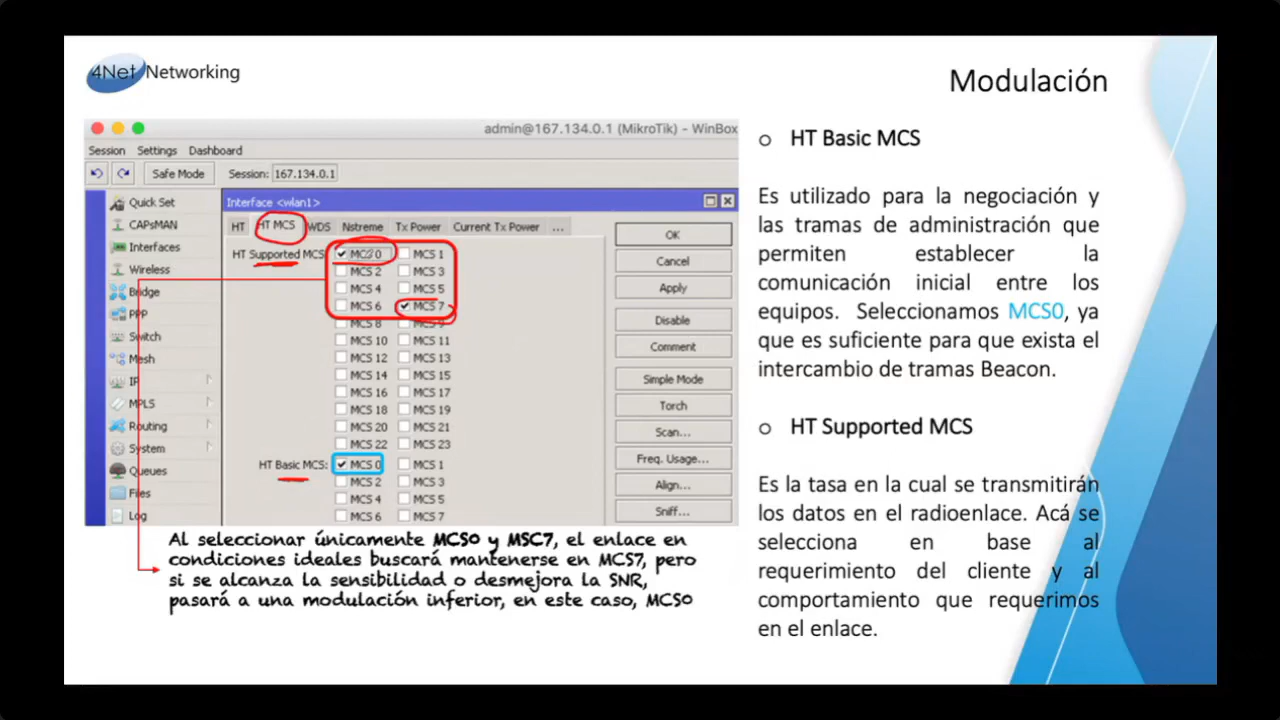 4Net Networking
Modulación
admin@167.134.0.1 (MikroTik) - WinBox
Session Settings Dashboard
Safe Mode Session: 167.134.0.1
Quick Set
CAPsMAN
Interfaces
Wireless
Bridge
PPP
Switch
Mesh
IP
MPLS
Routing
System
Queues
Files
Log
Interface <wlan1>
HT HT MCS WDS Nstreme Tx Power Current Tx Power ...
HT Supported MCS MCS 0 MCS 1
MCS 2 MCS 3
MCS 4 MCS 5
MCS 6 MCS 7
MCS 8 MCS 9
MCS 10 MCS 11
MCS 12 MCS 13
MCS 14 MCS 15
MCS 16 MCS 17
MCS 18 MCS 19
MCS 20 MCS 21
MCS 22 MCS 23
HT Basic MCS: MCS 0 MCS 1
MCS 2 MCS 3
MCS 4 MCS 5
MCS 6 MCS 7
OK
Cancel
Apply
Disable
Comment
Simple Mode
Torch
Scan...
Freq. Usage...
Align...
Sniff...
Al seleccionar únicamente MCS0 y MSC7, el enlace en
condiciones ideales buscará mantenerse en MCS7, pero
si se alcanza la sensibilidad o desmejora la SNR,
pasará a una modulación inferior, en este caso, MCS0
o HT Basic MCS
Es utilizado para la negociación y
las tramas de administración que
permiten establecer la
comunicación inicial entre los
equipos. Seleccionamos MCS0, ya
que es suficiente para que exista el
intercambio de tramas Beacon.
o HT Supported MCS
Es la tasa en la cual se transmitirán
los datos en el radioenlace. Acá se
selecciona en base al
requerimiento del cliente y al
comportamiento que requerimos
en el enlace.